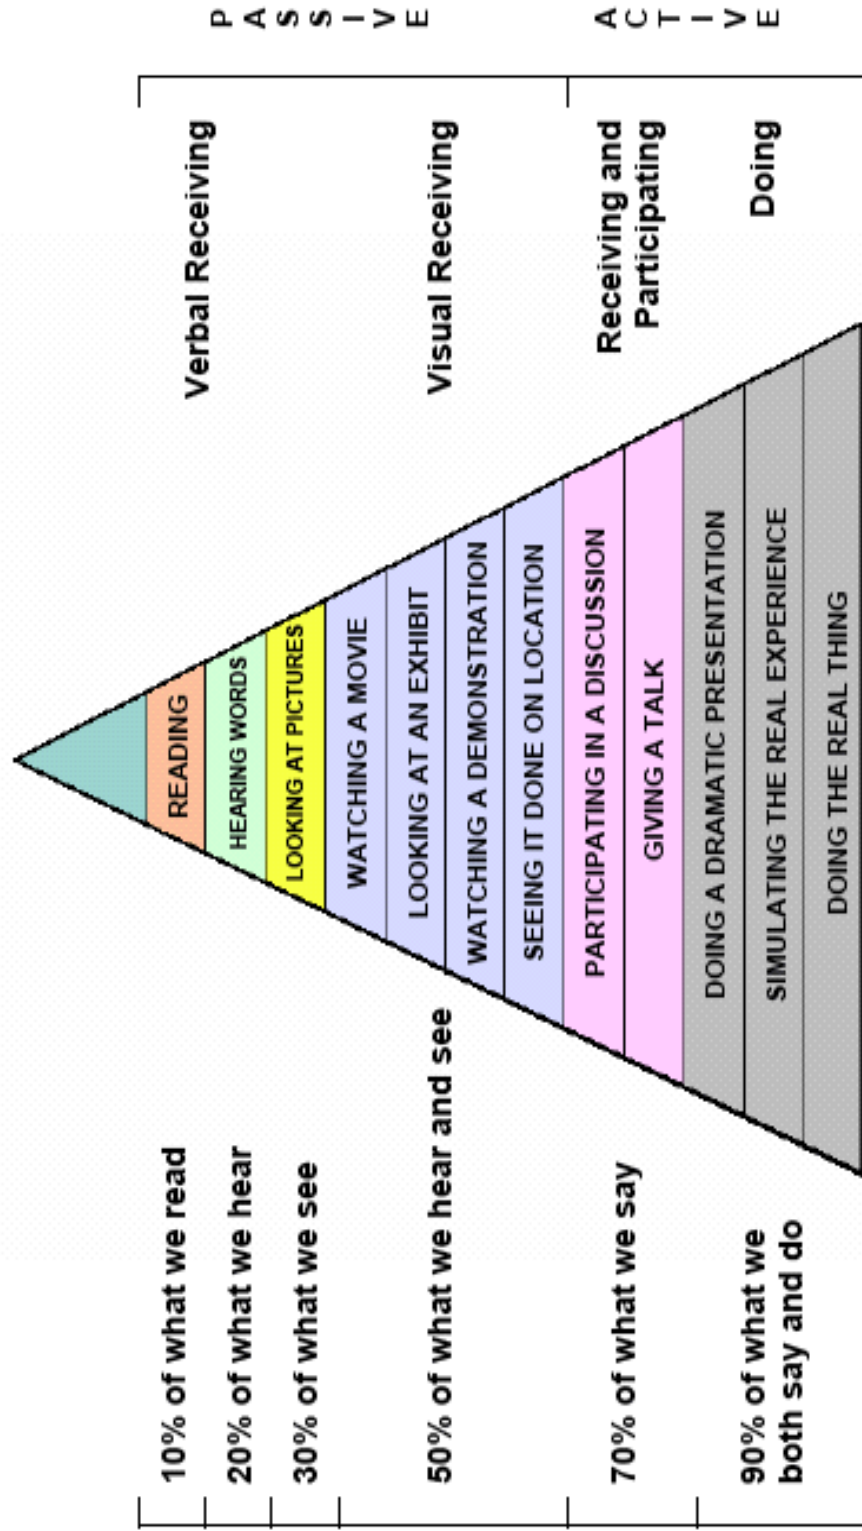 10% of what we read
20% of what we hear
30% of what we see
50% of what we hear and see
70% of what we say
90% of what we
both say and do
READING
HEARING WORDS
LOOKING AT PICTURES
WATCHING A MOVIE
LOOKING AT AN EXHIBIT
WATCHING A DEMONSTRATION
SEEING IT DONE ON LOCATION
PARTICIPATING IN A DISCUSSION
GIVING A TALK
DOING A DRAMATIC PRESENTATION
SIMULATING THE REAL EXPERIENCE
DOING THE REAL THING
Verbal Receiving
Visual Receiving
Receiving and
Participating
Doing
PASSIVE
ACTIVE